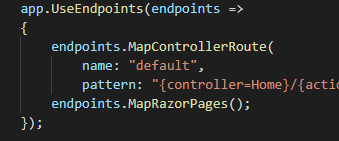 app.UseEndpoints(endpoints =>
{
    endpoints.MapControllerRoute(
        name: "default",
        pattern: "{controller=Home}/{actio
    endpoints.MapRazorPages();
});